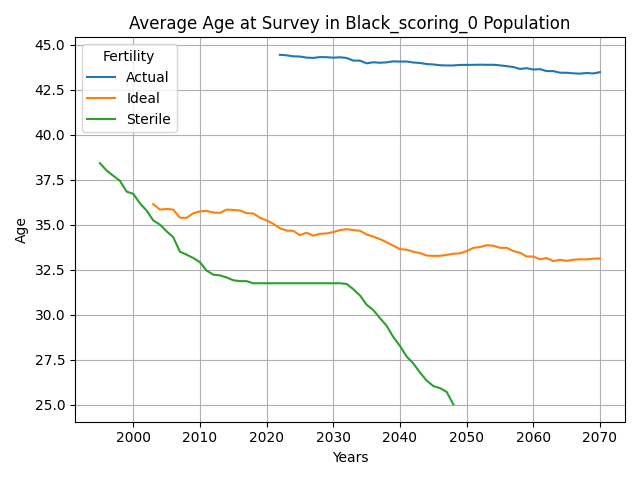 Average Age at Survey in Black_scoring_0 Population
Fertility
Actual
Ideal
Sterile
Age
45.0
42.5
40.0
37.5
35.0
32.5
30.0
27.5
25.0
2000 2010 2020 2030 2040 2050 2060 2070
Years